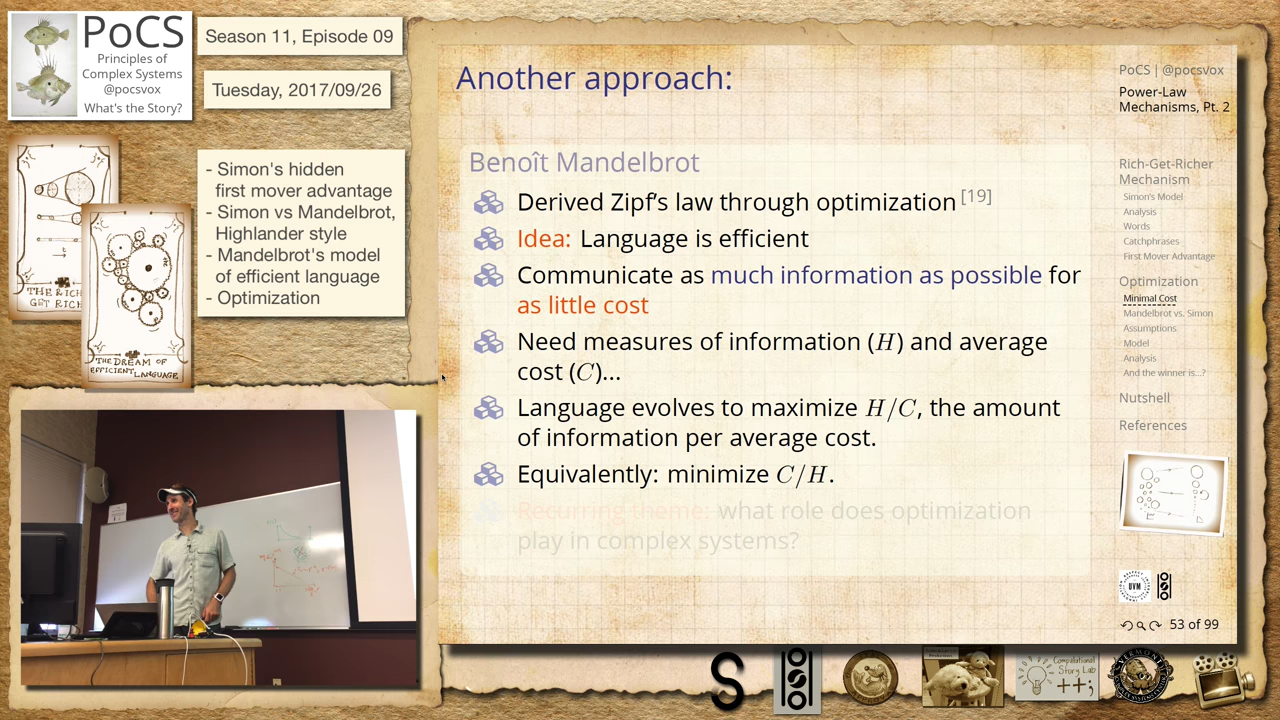 PoCS
Principles of
Complex Systems
@pocsvox
What's the Story?
Season 11, Episode 09
Tuesday, 2017/09/26
- Simon's hidden
first mover advantage
- Simon vs Mandelbrot,
Highlander style
- Mandelbrot's model
of efficient language
- Optimization
THE RICH
GET RICH
THE DREAM OF
EFFICIENT LANGUAGE
Another approach:
Benoît Mandelbrot
Derived Zipf's law through optimization [19]
Idea: Language is efficient
Communicate as much information as possible for
as little cost
Need measures of information (H) and average
cost (C)...
Language evolves to maximize H/C, the amount
of information per average cost.
Equivalently: minimize C/H.
theme: what role does optimization
play in complex systems?
PoCS | @pocsvox
Power-Law
Mechanisms, Pt. 2
Rich-Get-Richer
Mechanism
Simon's Model
Analysis
Words
Catchphrases
First Mover Advantage
Optimization
Minimal Cost
Mandelbrot vs. Simon
Assumptions
Model
Analysis
And the winner is...?
Nutshell
References
UVM
53 of 99
S
Computational
Story Lab
++;
VERMONT